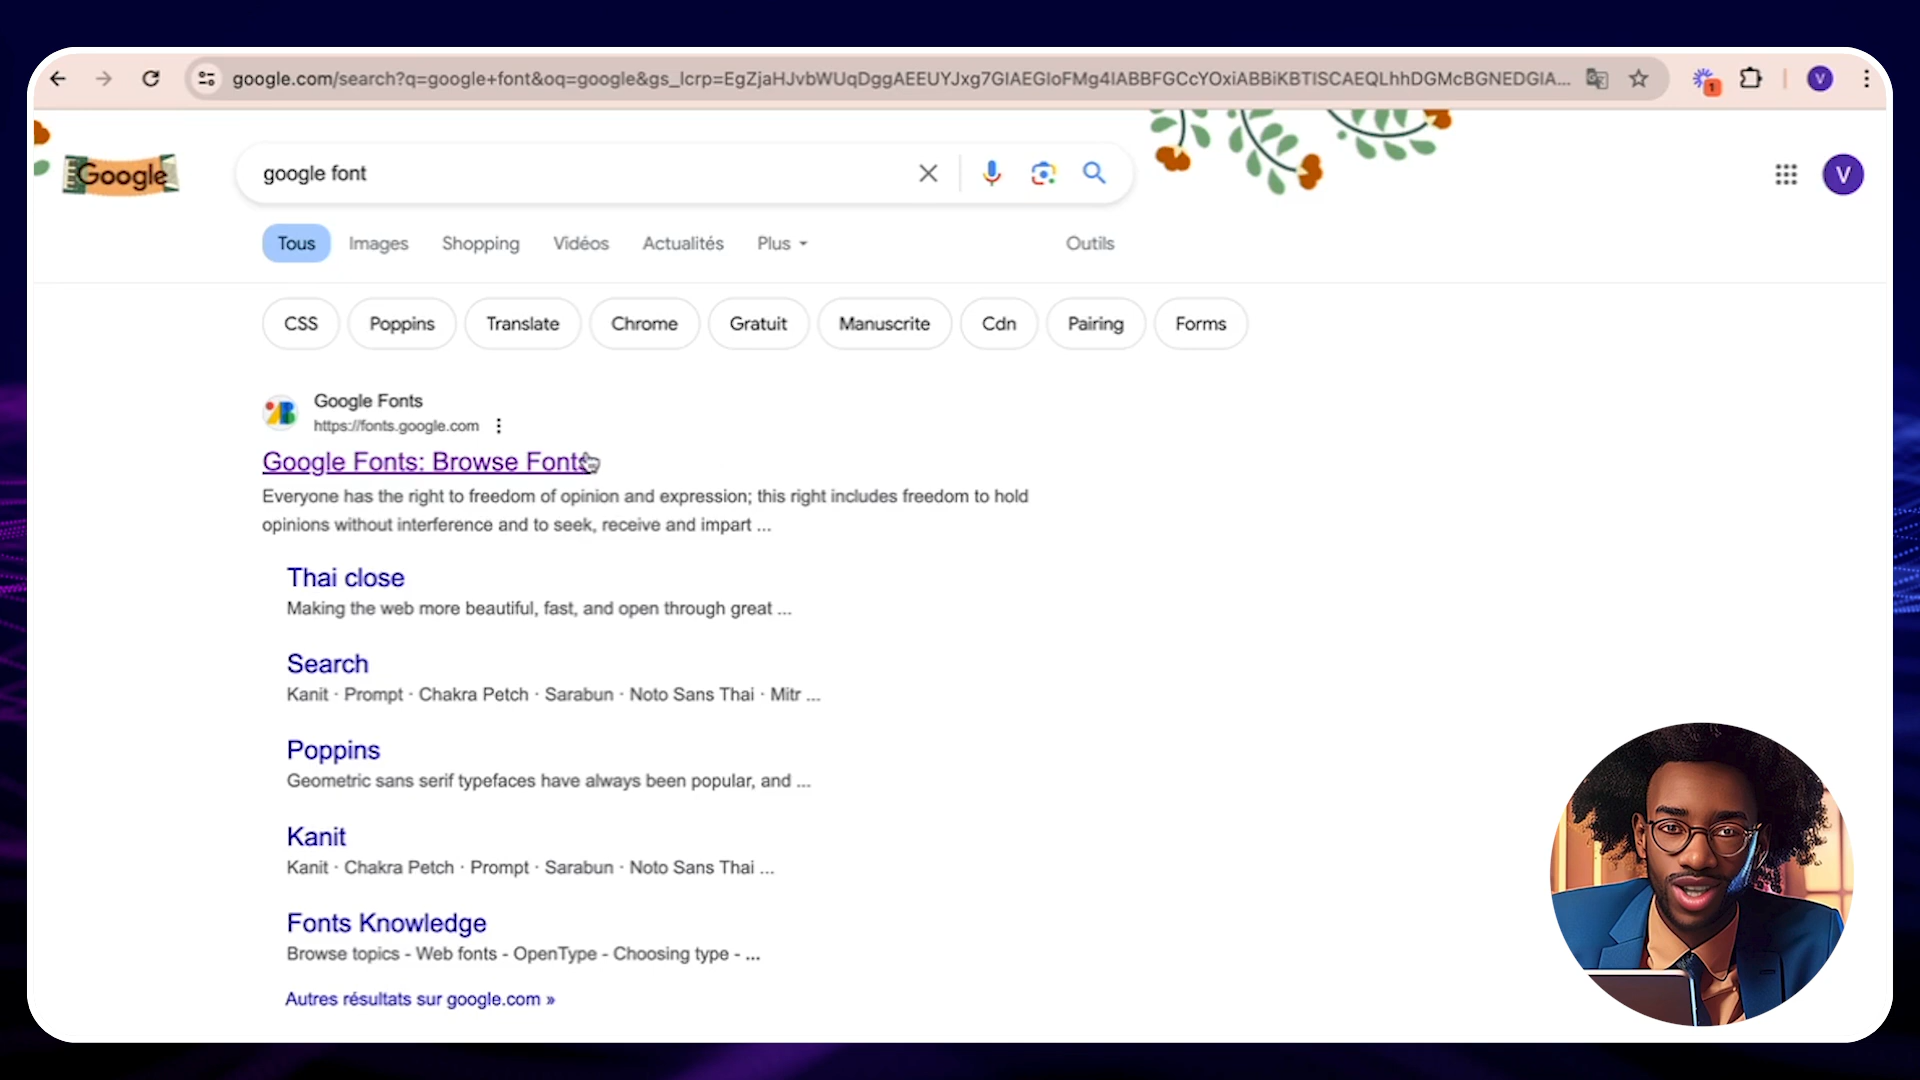 google.com/search?q=google+font&oq=google&gs_lcrp=EgZjaHJvbWUqDggAEEUYJxg7GIAEGIoFMg4IABBFGCcYOxiABBiKBTISCAEQLhhDGMcBGNEDGIA...
1
V
Google
google font
V
Tous Images Shopping Vidéos Actualités Plus Outils
CSS Poppins Translate Chrome Gratuit Manuscrite Cdn Pairing Forms
Google Fonts
https://fonts.google.com
Google Fonts: Browse Fonts
Everyone has the right to freedom of opinion and expression; this right includes freedom to hold
opinions without interference and to seek, receive and impart ...
Thai close
Making the web more beautiful, fast, and open through great ...
Search
Kanit · Prompt · Chakra Petch · Sarabun · Noto Sans Thai · Mitr ...
Poppins
Geometric sans serif typefaces have always been popular, and ...
Kanit
Kanit · Chakra Petch · Prompt · Sarabun · Noto Sans Thai ...
Fonts Knowledge
Browse topics - Web fonts - OpenType - Choosing type - ...
Autres résultats sur google.com »